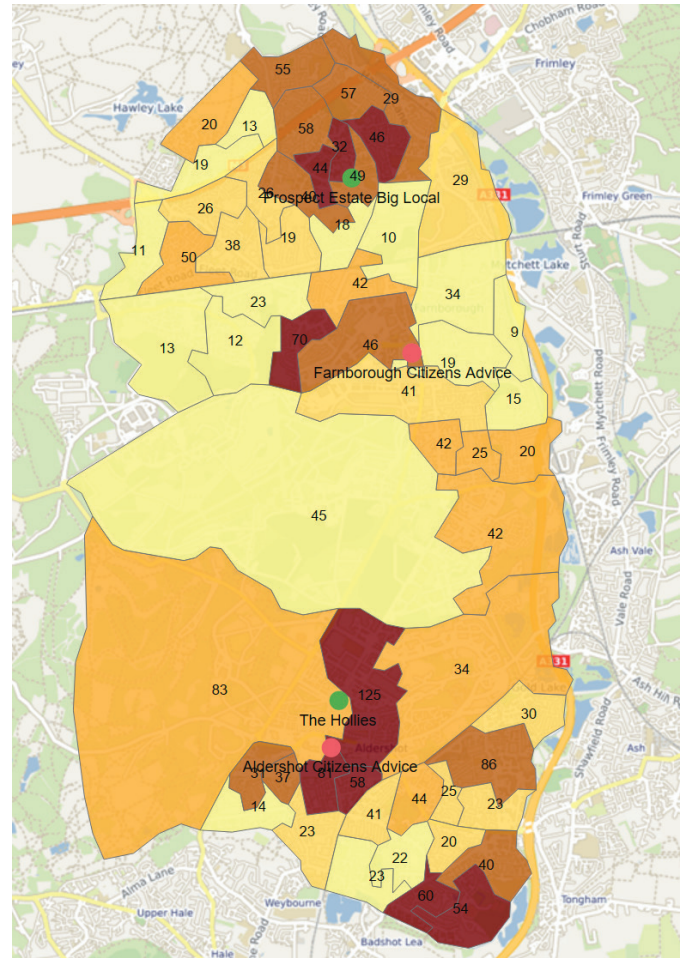 Frimley
Chobham Road
Frimley
55
57
29
Hawley Lake
20
13
58
46
32
19
44
49
29
A331
Frimley Green
26
Prospect Estate Big Local
26
18
10
11
38
19
50
Mytchett Lake
42
23
34
9
13
12
70
46
19
Farnborough Citizens Advice
41
15
Mytchett Road
42
25
20
Frimley Road
45
42
Ash Vale
Vale Road
34
A331
83
125
30
The Hollies
Ash Hill
Shawfield Road
Ash
Aldershot
Aldershot Citizens Advice
86
31
37
81
58
25
44
23
14
41
23
20
22
40
23
60
54
Alma Lane
Weybourne
Upper Hale
Tongham
Badshot Lea
Hale